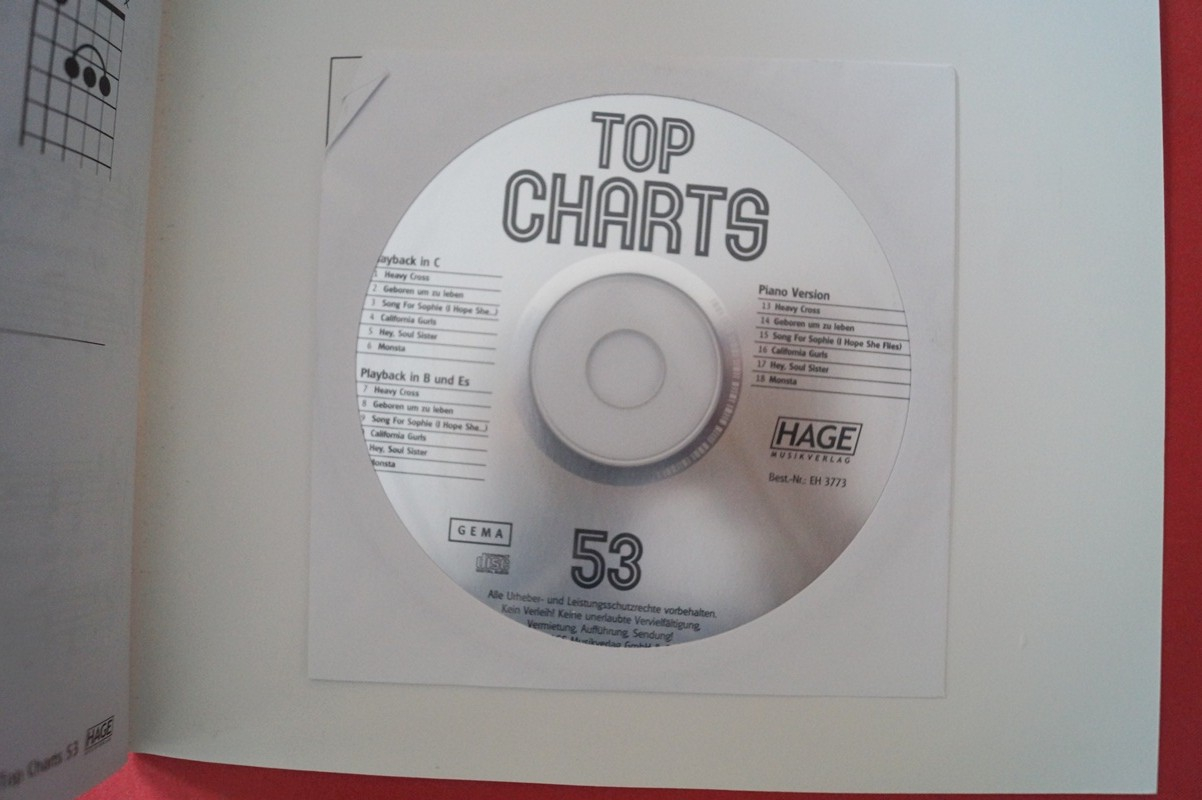 TOP
CHARTS
ayback in C
1 Heavy Cross
2 Geboren um zu leben
3 Song For Sophie (I Hope She...)
4 California Gurls
5 Hey, Soul Sister
6 Monsta
Playback in B und Es
7 Heavy Cross
8 Geboren um zu leben
9 Song For Sophie (I Hope She...)
California Gurls
Hey, Soul Sister
Monsta
Piano Version
13 Heavy Cross
14 Geboren um zu leben
15 Song For Sophie (I Hope She Flies)
16 California Gurls
17 Hey, Soul Sister
18 Monsta
HAGE
MUSIKVERLAG
Best.-Nr.: EH 3773
GEMA
disc
53
Alle Urheber- und Leistungsschutzrechte vorbehalten.
Kein Verleih! Keine unerlaubte Vervielfältigung,
Vermietung, Aufführung, Sendung!
Musikverlag GmbH &
Top Charts 53 HAGE